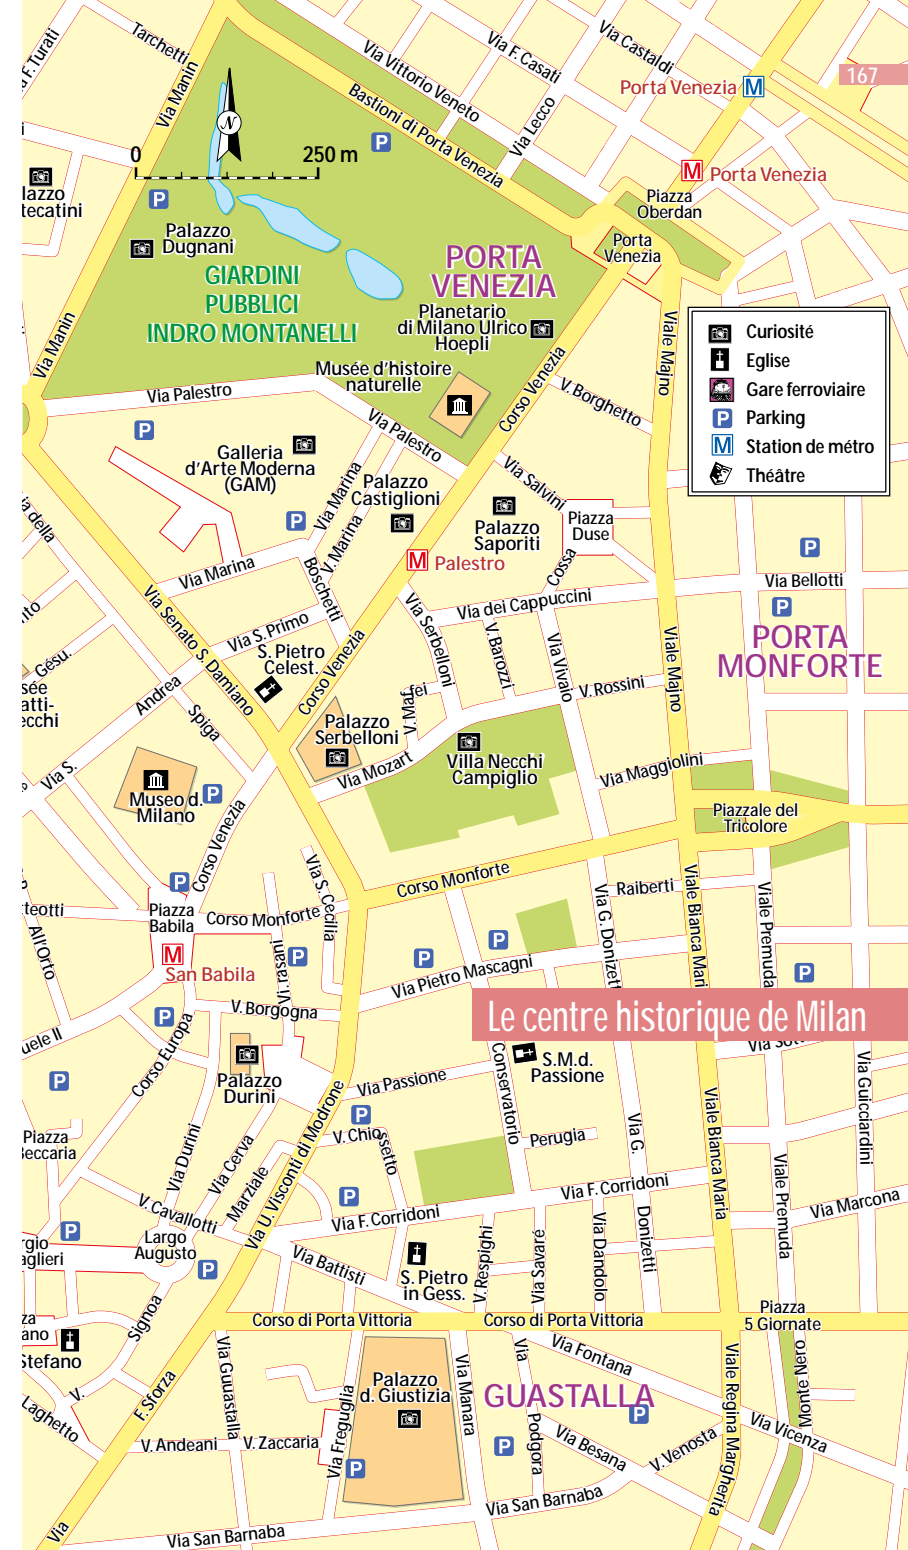 Tarchetti
Via F. Casati
Via Castaldi
Via Vittorio Veneto
Via Manin
Porta Venezia M
167
Bastioni di Porta Venezia
Via Lecco
N
P
0
250 m
M Porta Venezia
P
Piazza
Oberdan
Palazzo
Dugnani
Porta
Venezia
PORTA
VENEZIA
GIARDINI
PUBBLICI
INDRO MONTANELLI
Planetario
di Milano Ulrico
Hoepli
Via Manin
Viale Majno
Curiosité
Eglise
Gare ferroviaire
P Parking
M Station de métro
Théâtre
Musée d'histoire
naturelle
Corso Venezia
V. Borghetto
Via Palestro
Via Palestro
P
Galleria
d'Arte Moderna
(GAM)
Via Marina
Palazzo
Castiglioni
Via Salvini
Palazzo
Saporiti
Piazza
Duse
P
V. Marina
M Palestro
Cossa
P
Via Marina
Boschetti
Via dei Cappuccini
Via Bellotti
P
Via Senato S. Damiano
Via S. Primo
Via Serbelloni
V. Barozzi
Via Vivaio
Viale Majno
PORTA
MONFORTE
S. Pietro
Celest.
Corso Venezia
Gésu.
Andrea
Spiga
V. Rossini
Palazzo
Serbelloni
Via Mozart
Villa Necchi
Campiglio
Via Maggiolini
Via S.
Museo d.
Milano
P
Piazzale del
Tricolore
Corso Venezia
Via S. Cecilia
Corso Monforte
P
Raiberti
Piazza
Babila
Corso Monforte
All'Orto
Via G. Donizett
Viale Bianca Mari
Viale Premuda
M
San Babila
P
P
P
Via Pietro Mascagni
P
V. Borgogna
P
Le centre historique de Milan
Corso Europa
P
Palazzo
Durini
Via Passione
Conservatorio
S.M.d.
Passione
Via Guicciardini
Piazza
P
V. Chiossetto
Perugia
Via G.
Viale Bianca Maria
Via Durini
Via Cerva
Marziale
Via U. Visconti di Modrone
V. Cavallotti
P
Via F. Corridoni
Via F. Corridoni
Donizetti
Viale Premuda
Via Marcona
P
Largo
Augusto
P
Via Battisti
S. Pietro
in Gess.
V. Respighi
Via Savaré
Via Dandolo
Signoa
Corso di Porta Vittoria
Corso di Porta Vittoria
Piazza
5 Giornate
Stefano
V.
Laghetto
F. Sforza
Via Guuastalla
Palazzo
d. Giustizia
Via Manara
Via
Podgora
Via Fontana
GUASTALLA
P
Viale Regina Margherita
Monte Nero
V. Andeani
V. Zaccaria
Via Freguglia
P
P
Via Besana
V. Venosta
Via Vicenza
Via
Via San Barnaba
Via San Barnaba